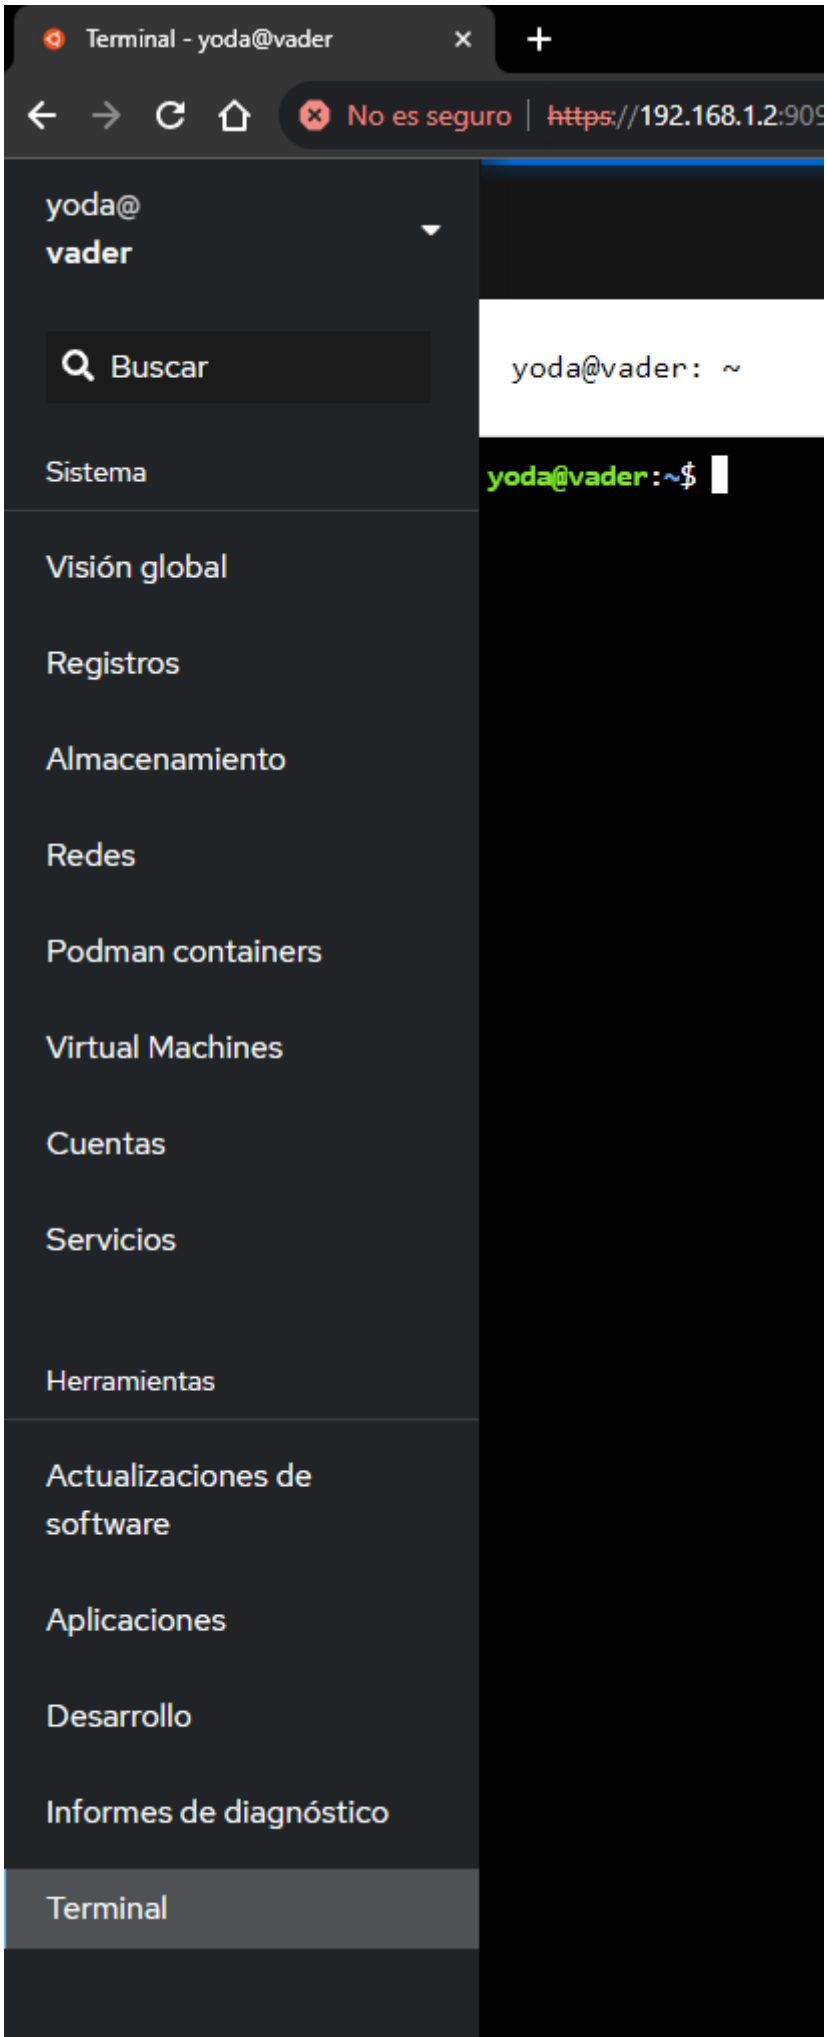 Terminal - yoda@vader
No es seguro | https://192.168.1.2:909
yoda@
vader
Buscar
yoda@vader: ~
Sistema
yoda@vader:~$
Visión global
Registros
Almacenamiento
Redes
Podman containers
Virtual Machines
Cuentas
Servicios
Herramientas
Actualizaciones de
software
Aplicaciones
Desarrollo
Informes de diagnóstico
Terminal